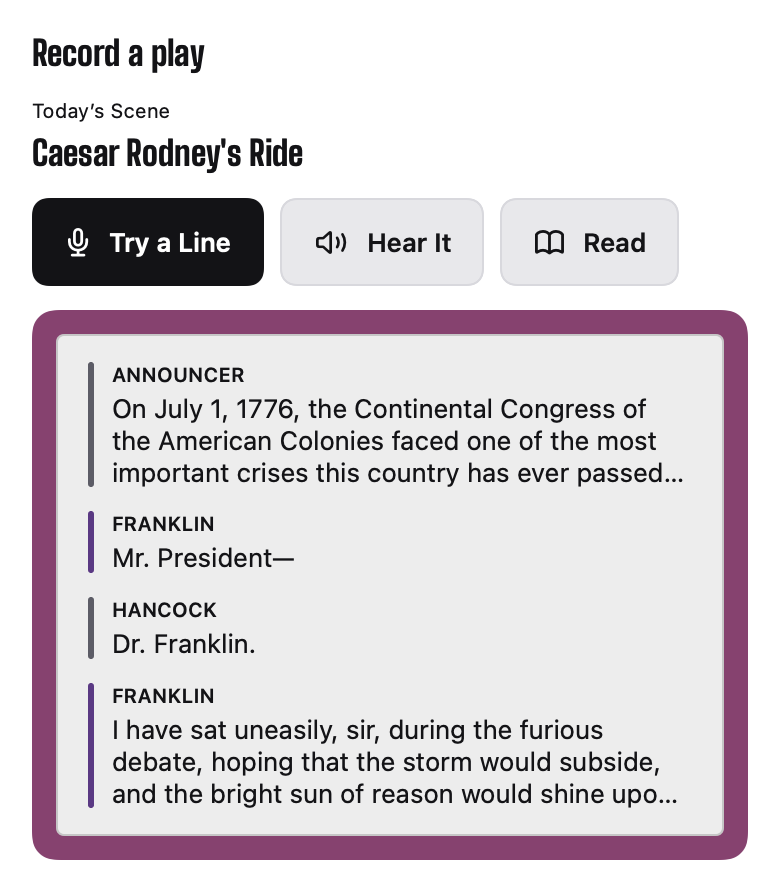 Record a play
Today’s Scene
Caesar Rodney's Ride
Try a Line
Hear It
Read
ANNOUNCER
On July 1, 1776, the Continental Congress of
the American Colonies faced one of the most
important crises this country has ever passed...
FRANKLIN
Mr. President—
HANCOCK
Dr. Franklin.
FRANKLIN
I have sat uneasily, sir, during the furious
debate, hoping that the storm would subside,
and the bright sun of reason would shine upo...